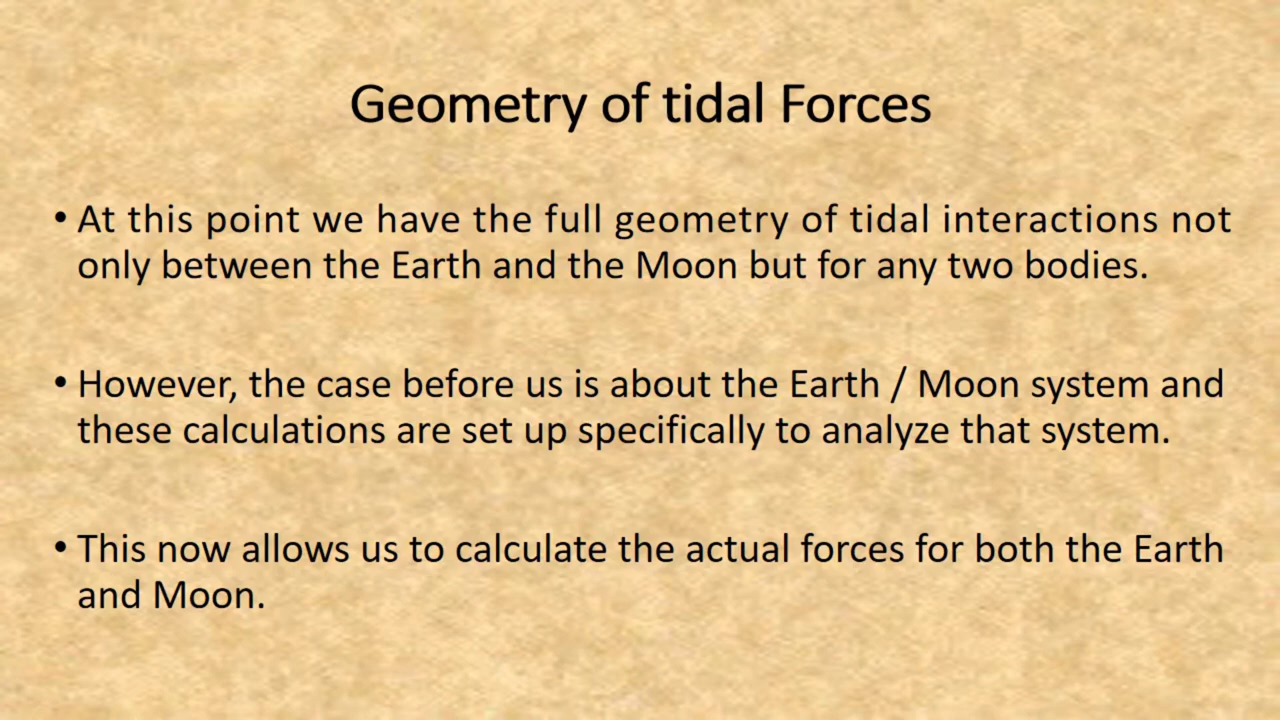 Geometry of tidal Forces
• At this point we have the full geometry of tidal interactions not
only between the Earth and the Moon but for any two bodies.
• However, the case before us is about the Earth / Moon system and
these calculations are set up specifically to analyze that system.
• This now allows us to calculate the actual forces for both the Earth
and Moon.